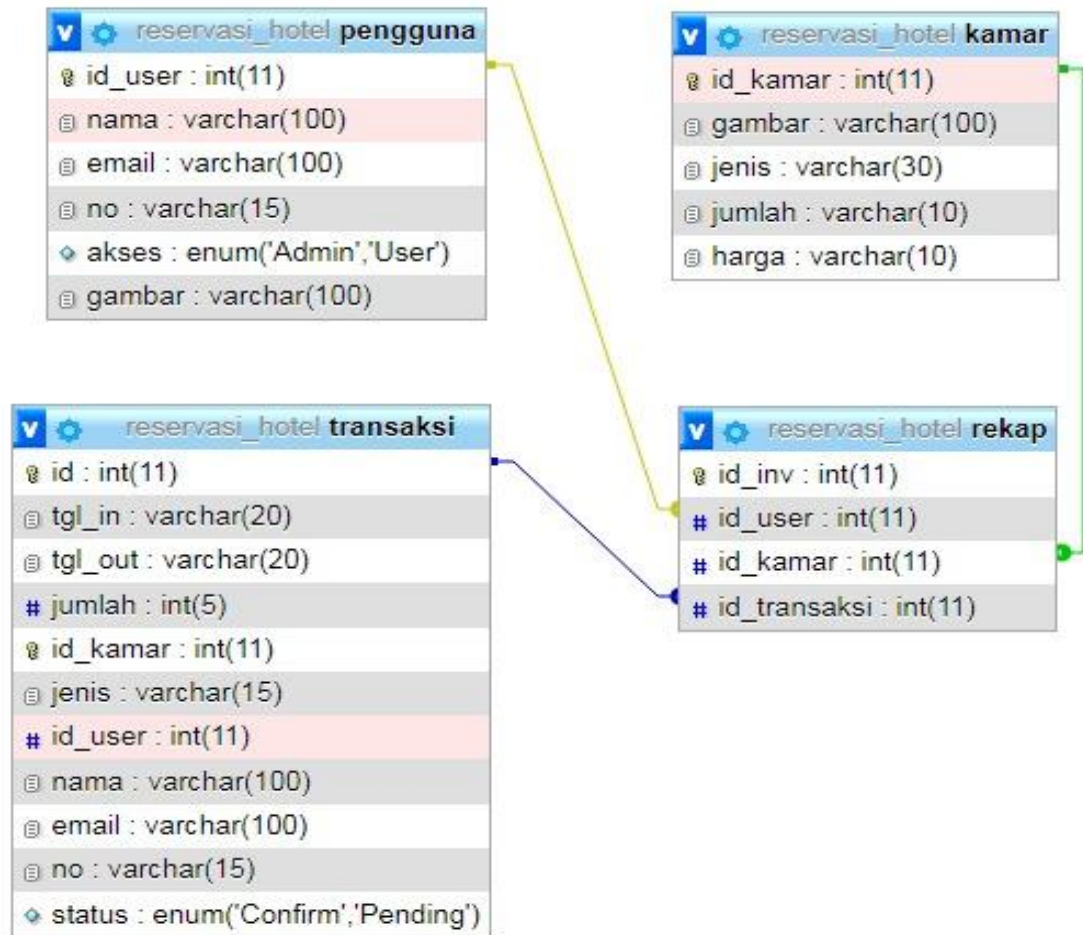 v reservasi_hotel pengguna
id_user : int(11)
nama : varchar(100)
email : varchar(100)
no : varchar(15)
akses : enum('Admin','User')
gambar : varchar(100)
v reservasi_hotel kamar
id_kamar : int(11)
gambar : varchar(100)
jenis : varchar(30)
jumlah : varchar(10)
harga : varchar(10)
v reservasi_hotel transaksi
id : int(11)
tgl_in : varchar(20)
tgl_out : varchar(20)
# jumlah : int(5)
id_kamar : int(11)
jenis : varchar(15)
# id_user : int(11)
nama : varchar(100)
email : varchar(100)
no : varchar(15)
status : enum('Confirm','Pending')
v reservasi_hotel rekap
id_inv : int(11)
# id_user : int(11)
# id_kamar : int(11)
# id_transaksi : int(11)